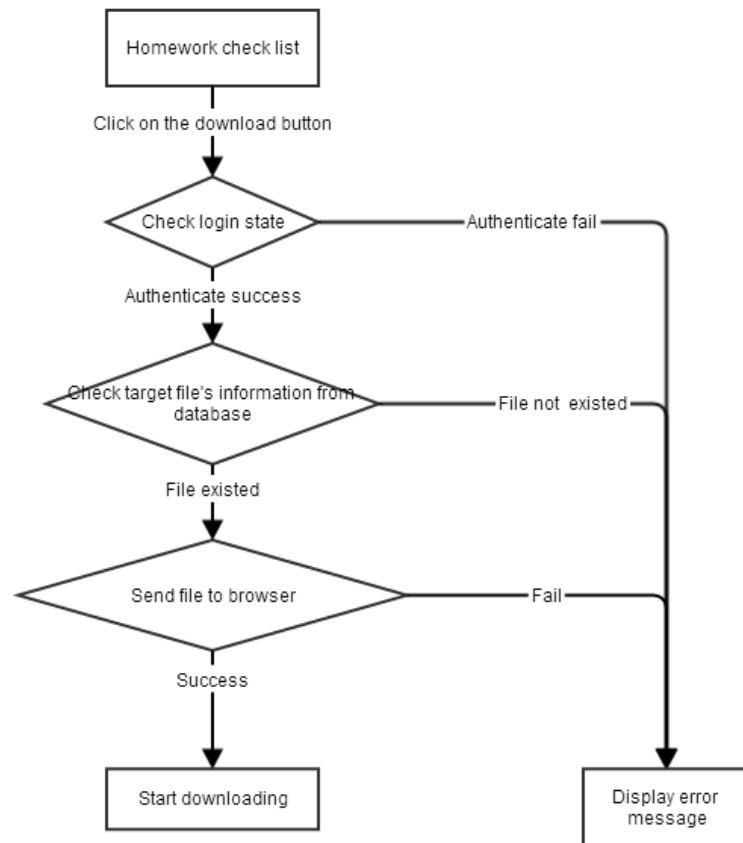 Homework check list
Click on the download button
Check login state
Authenticate fail
Authenticate success
Check target file's information from
database
File not existed
File existed
Send file to browser
Fail
Success
Start downloading
Display error
message